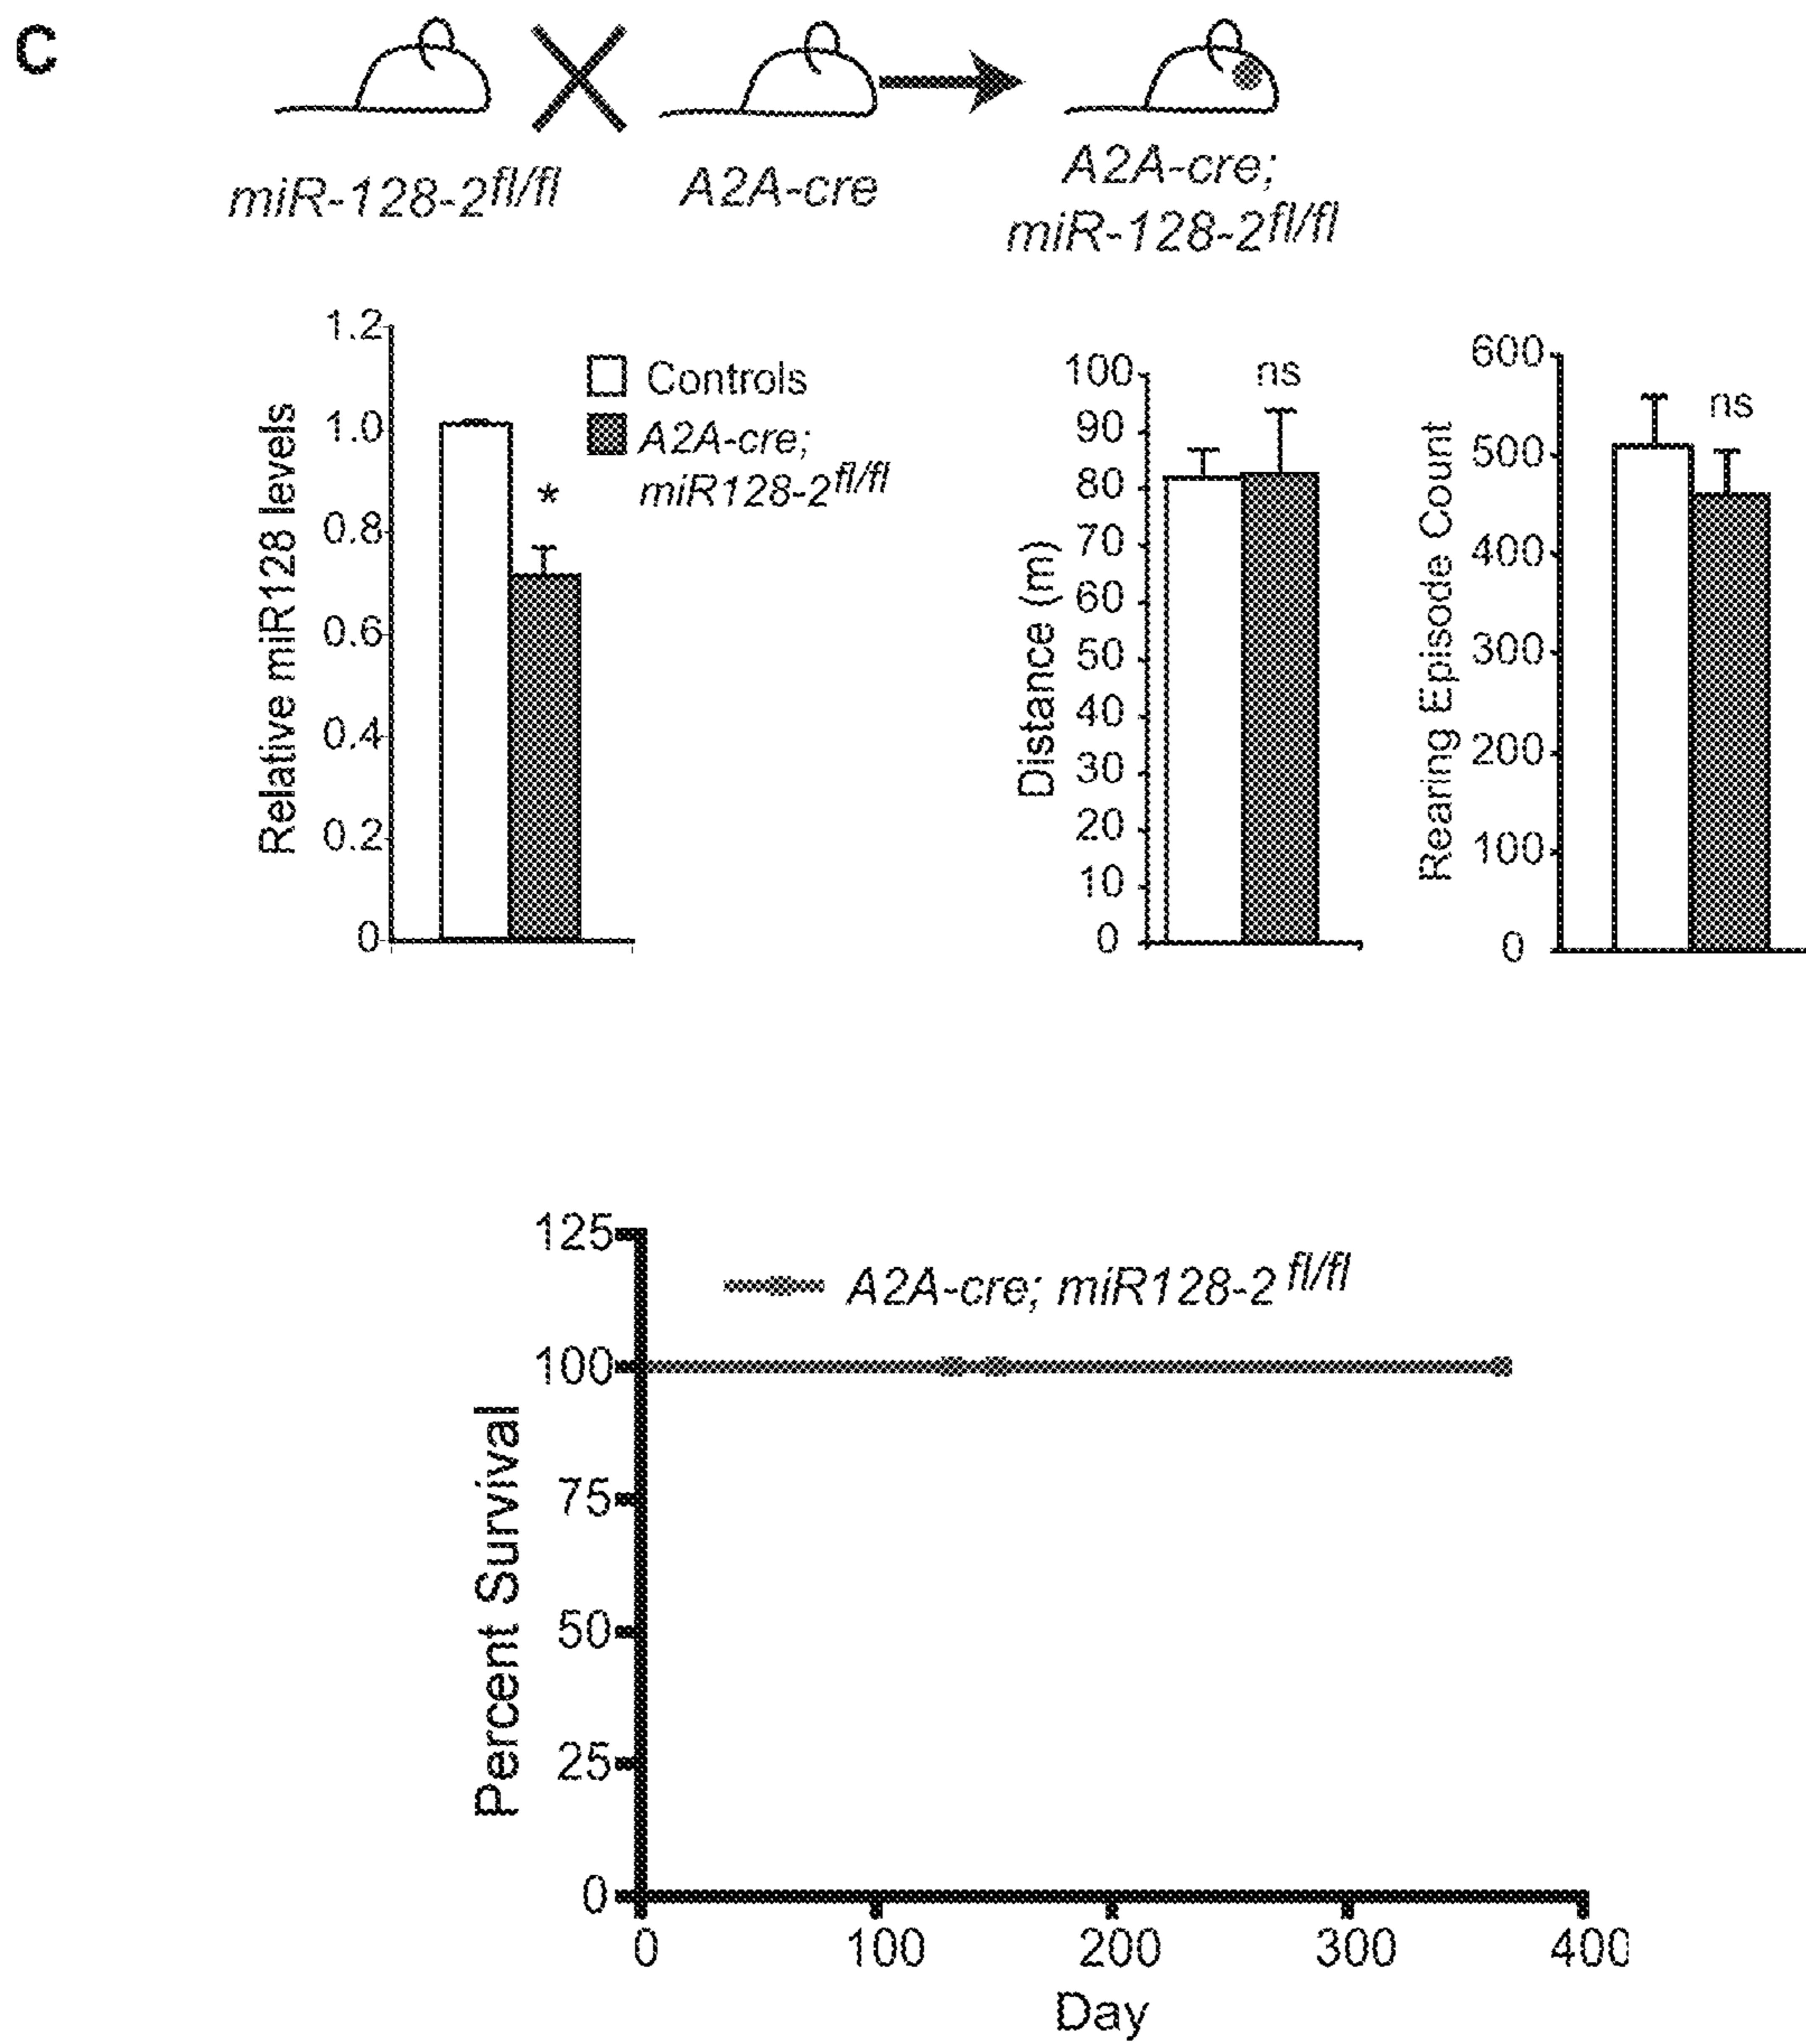 C
miR-128-2fl/fl
A2A-cre
A2A-cre;
miR-128-2fl/fl
Relative miR128 levels
1.2
1.0
0.8
0.6
0.4
0.2
0
*
Controls
A2A-cre;
miR128-2fl/fl
Distance (m)
100
90
80
70
60
50
40
30
20
10
0
ns
Rearing Episode Count
600
500
400
300
200
100
0
ns
Percent Survival
125
100
75
50
25
0
A2A-cre; miR128-2 fl/fl
0
100
200
300
400
Day